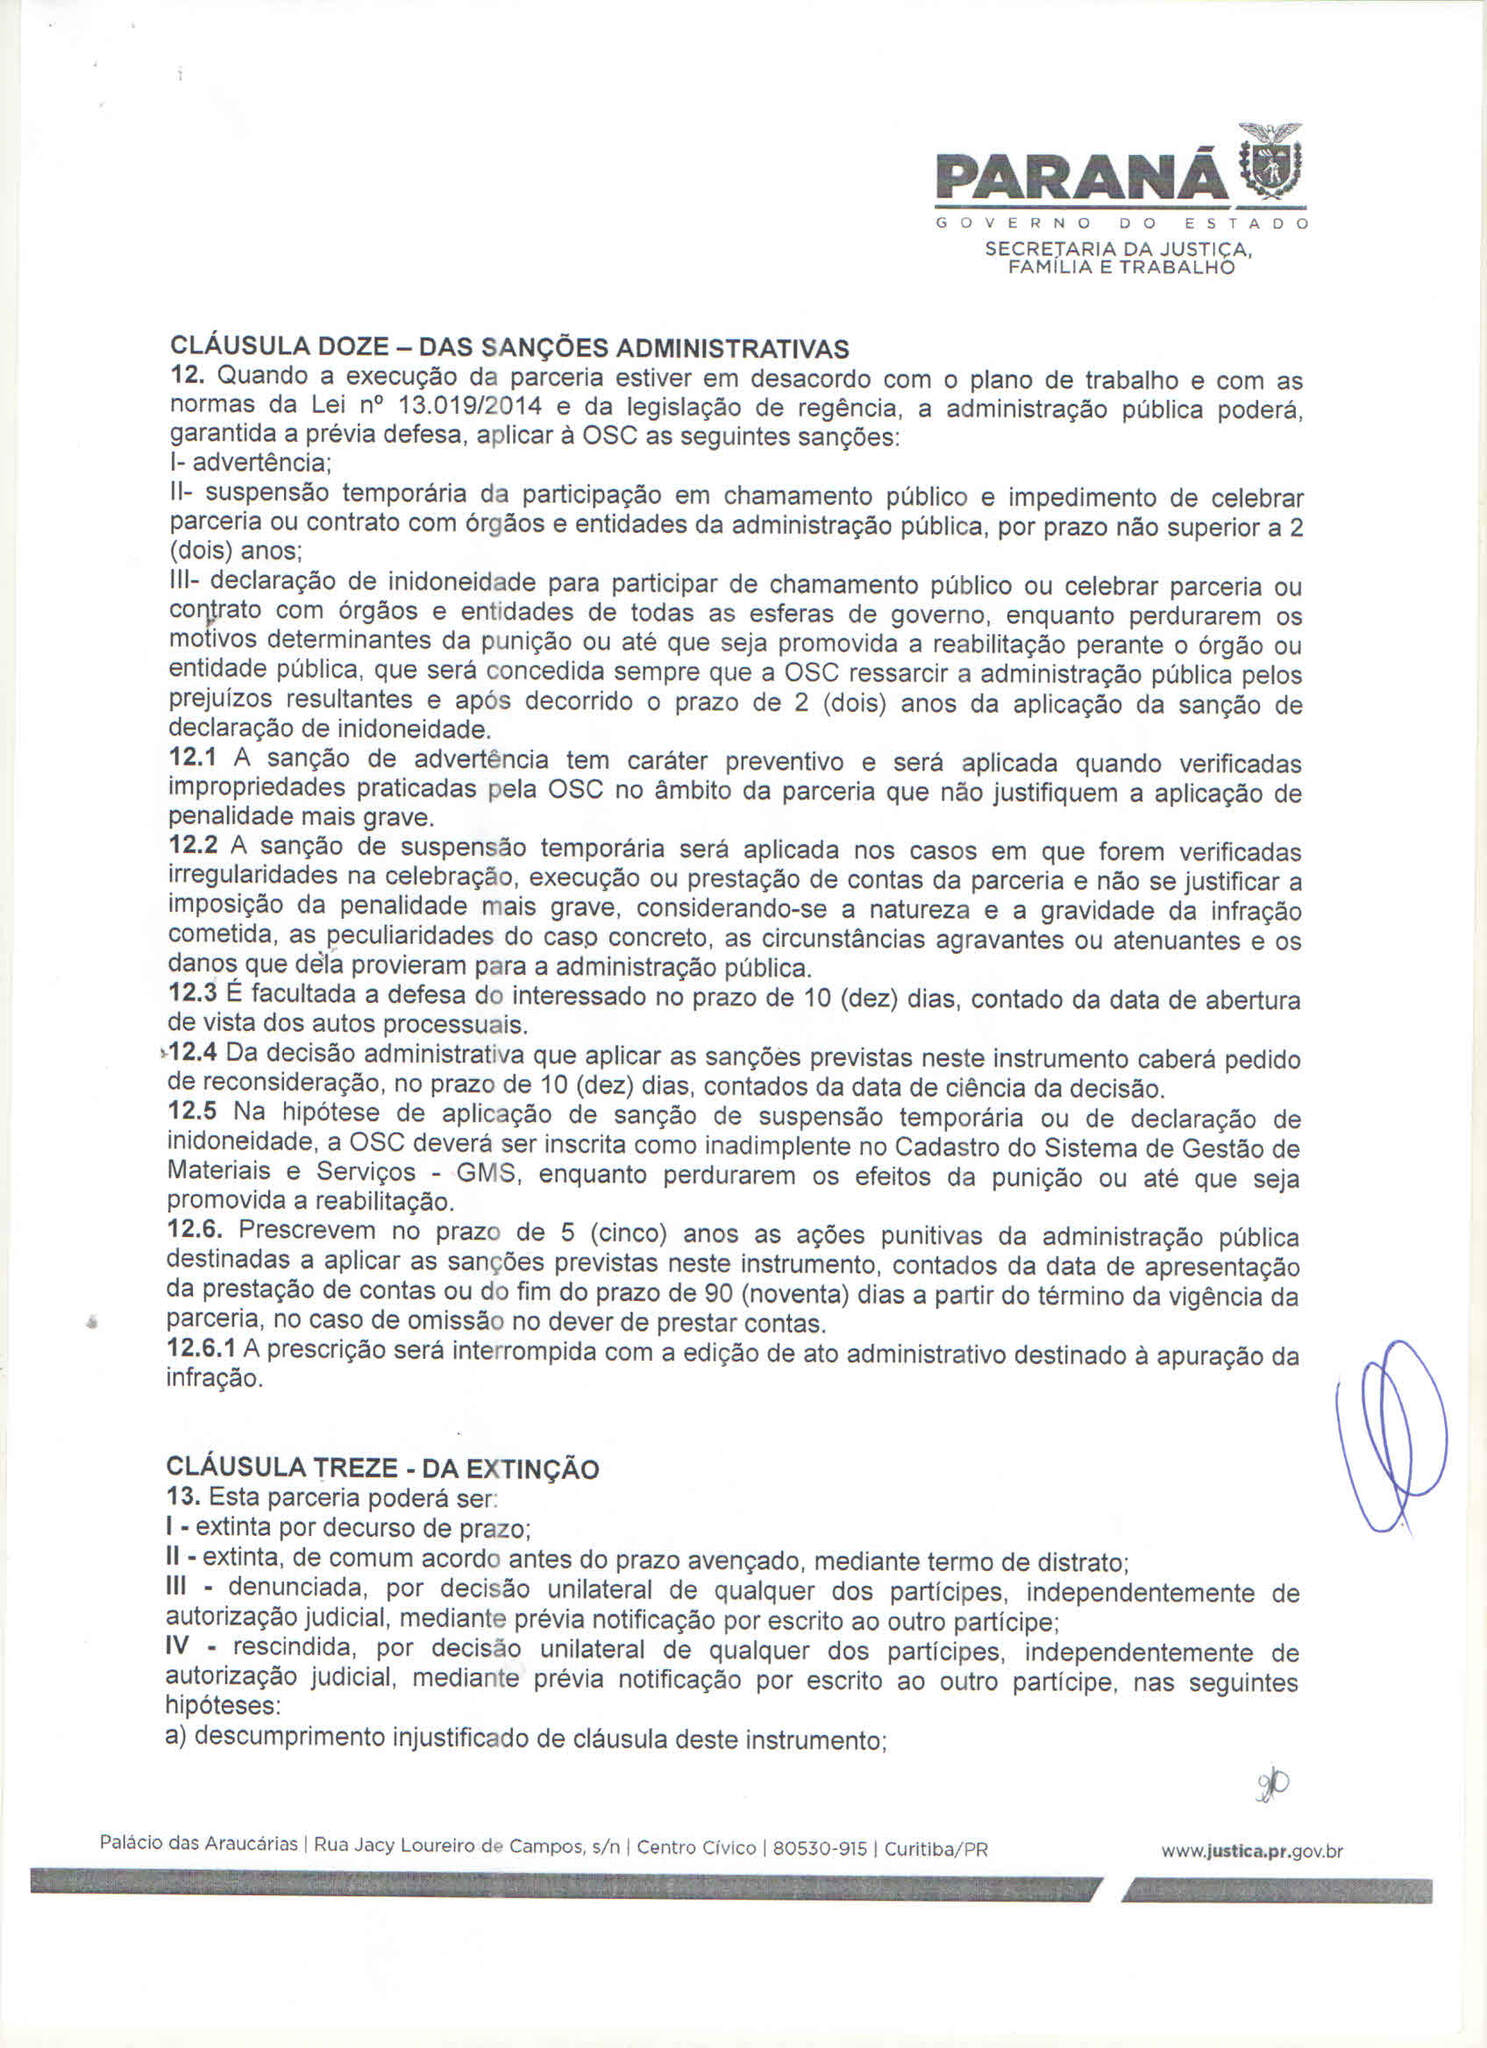 PARANÁ
GOVERNO DO ESTADO
SECRETARIA DA JUSTIÇA,
FAMÍLIA E TRABALHO
CLÁUSULA DOZE – DAS SANÇÕES ADMINISTRATIVAS
12. Quando a execução da parceria estiver em desacordo com o plano de trabalho e com as
normas da Lei nº 13.019/2014 e da legislação de regência, a administração pública poderá,
garantida a prévia defesa, aplicar à OSC as seguintes sanções:
I- advertência;
II- suspensão temporária da participação em chamamento público e impedimento de celebrar
parceria ou contrato com órgãos e entidades da administração pública, por prazo não superior a 2
(dois) anos;
III- declaração de inidoneidade para participar de chamamento público ou celebrar parceria ou
contrato com órgãos e entidades de todas as esferas de governo, enquanto perdurarem os
motivos determinantes da punição ou até que seja promovida a reabilitação perante o órgão ou
entidade pública, que será concedida sempre que a OSC ressarcir a administração pública pelos
prejuízos resultantes e após decorrido o prazo de 2 (dois) anos da aplicação da sanção de
declaração de inidoneidade.
12.1 A sanção de advertência tem caráter preventivo e será aplicada quando verificadas
impropriedades praticadas pela OSC no âmbito da parceria que não justifiquem a aplicação de
penalidade mais grave.
12.2 A sanção de suspensão temporária será aplicada nos casos em que forem verificadas
irregularidades na celebração, execução ou prestação de contas da parceria e não se justificar a
imposição da penalidade mais grave, considerando-se a natureza e a gravidade da infração
cometida, as peculiaridades do caso concreto, as circunstâncias agravantes ou atenuantes e os
danos que dela provieram para a administração pública.
12.3 É facultada a defesa do interessado no prazo de 10 (dez) dias, contado da data de abertura
de vista dos autos processuais.
12.4 Da decisão administrativa que aplicar as sanções previstas neste instrumento caberá pedido
de reconsideração, no prazo de 10 (dez) dias, contados da data de ciência da decisão.
12.5 Na hipótese de aplicação de sanção de suspensão temporária ou de declaração de
inidoneidade, a OSC deverá ser inscrita como inadimplente no Cadastro do Sistema de Gestão de
Materiais e Serviços - GMS, enquanto perdurarem os efeitos da punição ou até que seja
promovida a reabilitação.
12.6. Prescrevem no prazo de 5 (cinco) anos as ações punitivas da administração pública
destinadas a aplicar as sanções previstas neste instrumento, contados da data de apresentação
da prestação de contas ou do fim do prazo de 90 (noventa) dias a partir do término da vigência da
parceria, no caso de omissão no dever de prestar contas.
12.6.1 A prescrição será interrompida com a edição de ato administrativo destinado à apuração da
infração.
CLÁUSULA TREZE - DA EXTINÇÃO
13. Esta parceria poderá ser:
I - extinta por decurso de prazo;
II - extinta, de comum acordo antes do prazo avençado, mediante termo de distrato;
III - denunciada, por decisão unilateral de qualquer dos partícipes, independentemente de
autorização judicial, mediante prévia notificação por escrito ao outro partícipe;
IV - rescindida, por decisão unilateral de qualquer dos partícipes, independentemente de
autorização judicial, mediante prévia notificação por escrito ao outro partícipe, nas seguintes
hipóteses:
a) descumprimento injustificado de cláusula deste instrumento;
Palácio das Araucárias | Rua Jacy Loureiro de Campos, s/n | Centro Cívico | 80530-915 | Curitiba/PR
www.justica.pr.gov.br